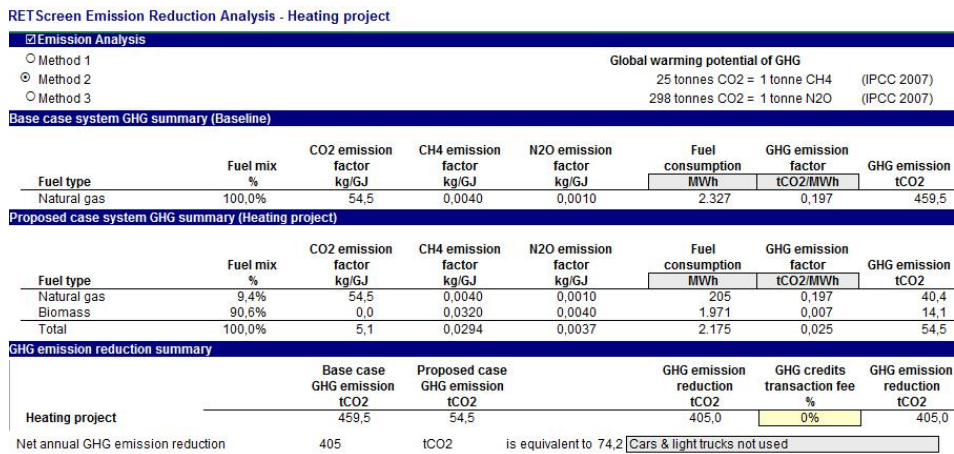 RETScreen Emission Reduction Analysis - Heating project
Emission Analysis
Method 1
Global warming potential of GHG
Method 2
25 tonnes CO2 = 1 tonne CH4 (IPCC 2007)
Method 3
298 tonnes CO2 = 1 tonne N2O (IPCC 2007)
Base case system GHG summary (Baseline)
CO2 emission CH4 emission N2O emission Fuel GHG emission
Fuel mix factor factor factor consumption factor GHG emission
Fuel type % kg/GJ kg/GJ kg/GJ MWh tCO2/MWh tCO2
Natural gas 100,0% 54,5 0,0040 0,0010 2.327 0,197 459,5
Proposed case system GHG summary (Heating project)
CO2 emission CH4 emission N2O emission Fuel GHG emission
Fuel mix factor factor factor consumption factor GHG emission
Fuel type % kg/GJ kg/GJ kg/GJ MWh tCO2/MWh tCO2
Natural gas 9,4% 54,5 0,0040 0,0010 205 0,197 40,4
Biomass 90,6% 0,0 0,0320 0,0040 1.971 0,007 14,1
Total 100,0% 5,1 0,0294 0,0037 2.175 0,025 54,5
GHG emission reduction summary
Base case Proposed case GHG emission GHG credits GHG emission
GHG emission GHG emission reduction transaction fee reduction
tCO2 tCO2 tCO2 % tCO2
Heating project 459,5 54,5 405,0 0% 405,0
Net annual GHG emission reduction 405 tCO2 is equivalent to 74,2 Cars & light trucks not used